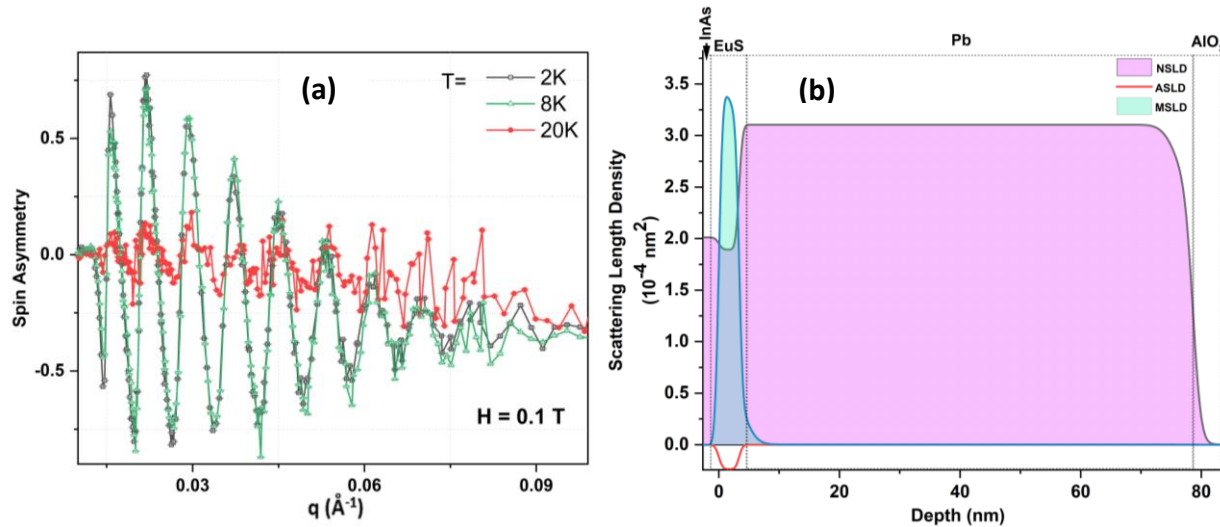 (a)
T=
2K
8K
20K
H = 0.1 T
Spin Asymmetry
0.5
0.0
-0.5
0.03
0.06
0.09
q (Å⁻¹)
(b)
InAs
EuS
Pb
AlOₓ
NSLD
ASLD
MSLD
Scattering Length Density
(10⁻⁴ nm²)
3.5
3.0
2.5
2.0
1.5
1.0
0.5
0.0
0
20
40
60
80
Depth (nm)